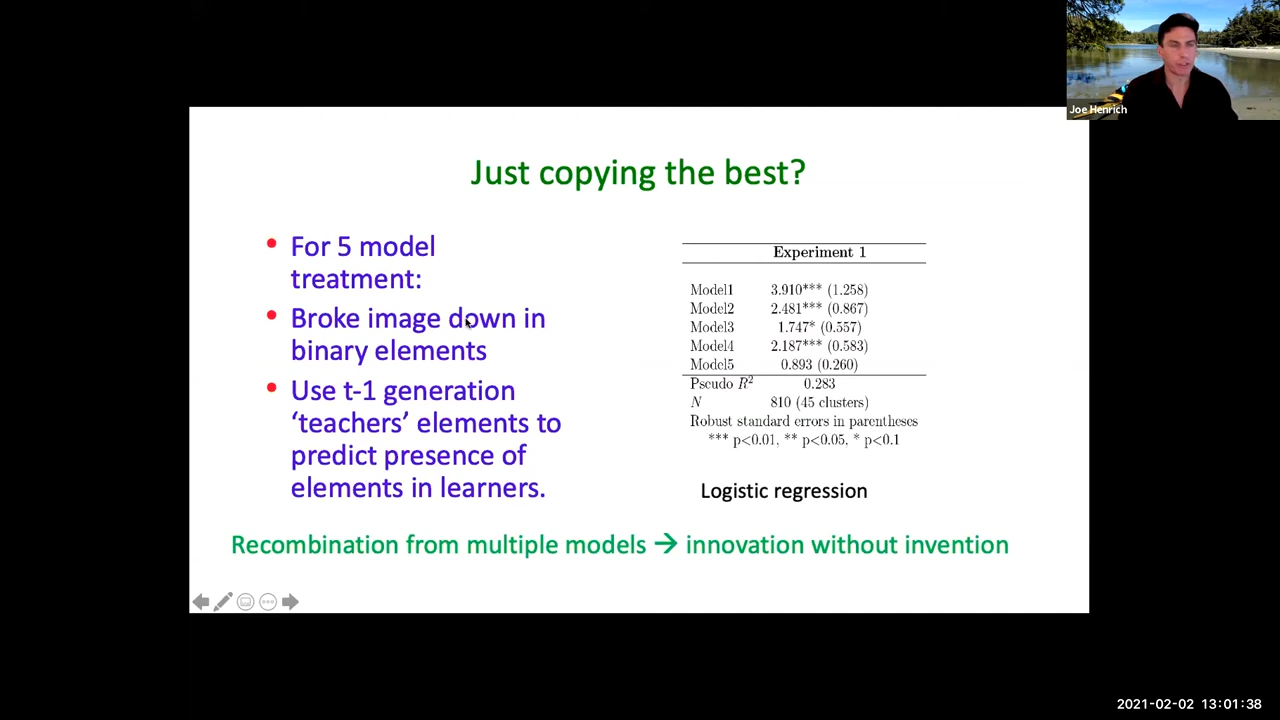 Joe Henrich
Just copying the best?
• For 5 model
treatment:
• Broke image down in
binary elements
• Use t-1 generation
‘teachers’ elements to
predict presence of
elements in learners.
Experiment 1
Model1 3.910*** (1.258)
Model2 2.481*** (0.867)
Model3 1.747* (0.557)
Model4 2.187*** (0.583)
Model5 0.893 (0.260)
Pseudo R² 0.283
N 810 (45 clusters)
Robust standard errors in parentheses
*** p<0.01, ** p<0.05, * p<0.1
Logistic regression
Recombination from multiple models → innovation without invention
2021-02-02 13:01:38